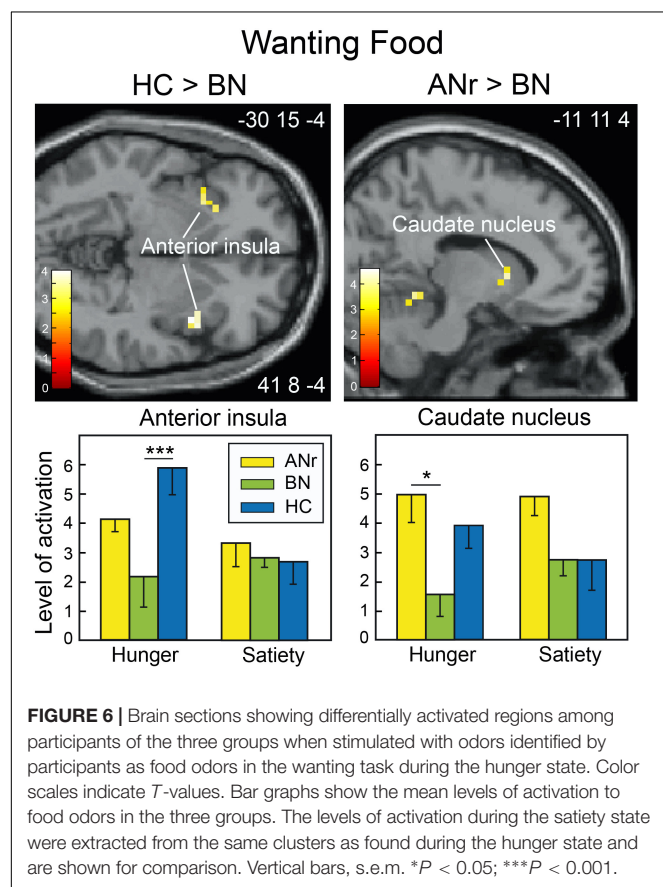 Wanting Food
HC > BN
ANr > BN
-30 15 -4
-11 11 4
Anterior insula
Caudate nucleus
4
3
2
1
0
4
3
2
1
0
41 8 -4
Anterior insula
Caudate nucleus
Level of activation
6
5
4
3
2
1
0
***
ANr
BN
HC
Hunger
Satiety
6
5
4
3
2
1
0
*
Hunger
Satiety
FIGURE 6 | Brain sections showing differentially activated regions among
participants of the three groups when stimulated with odors identified by
participants as food odors in the wanting task during the hunger state. Color
scales indicate T-values. Bar graphs show the mean levels of activation to
food odors in the three groups. The levels of activation during the satiety state
were extracted from the same clusters as found during the hunger state and
are shown for comparison. Vertical bars, s.e.m. *P < 0.05; ***P < 0.001.